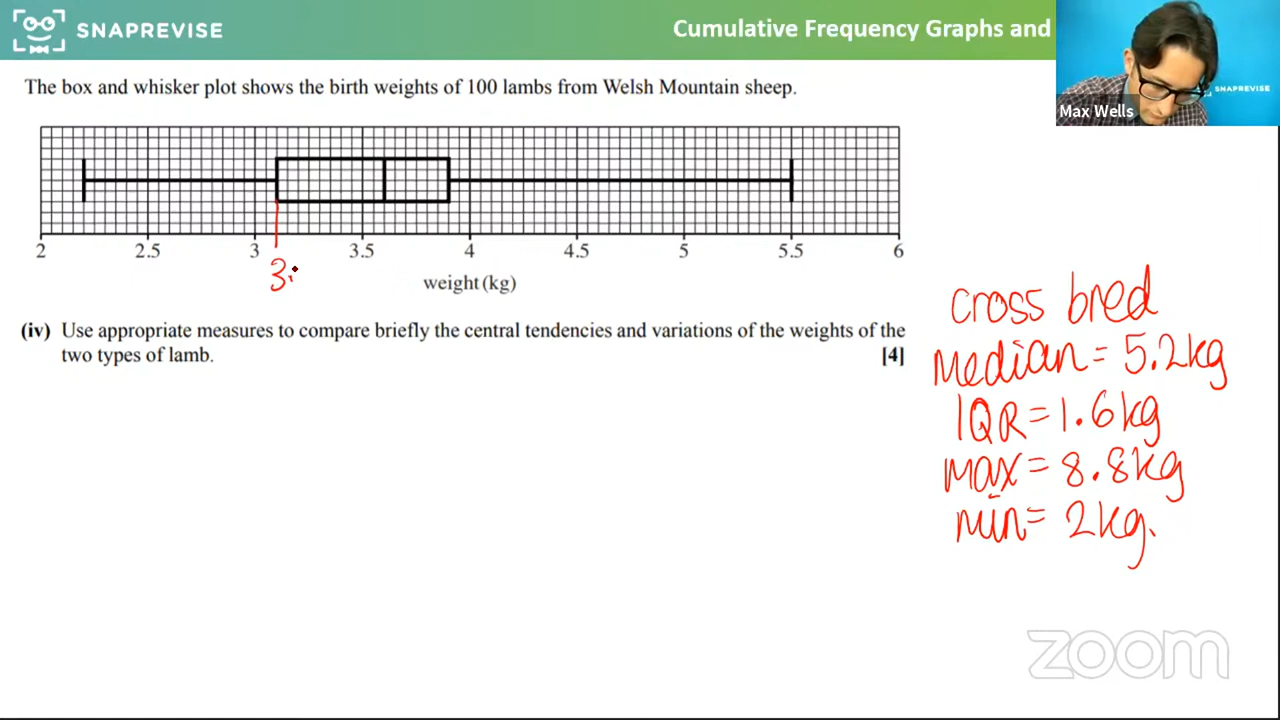 SNAPREVISE
Cumulative Frequency Graphs and
SNAPREVISE
Max Wells
The box and whisker plot shows the birth weights of 100 lambs from Welsh Mountain sheep.
2 2.5 3 3.5 4 4.5 5 5.5 6
3.
weight (kg)
(iv) Use appropriate measures to compare briefly the central tendencies and variations of the weights of the
two types of lamb. [4]
cross bred
median = 5.2kg
IQR = 1.6kg
max = 8.8kg
min = 2kg.
zoom